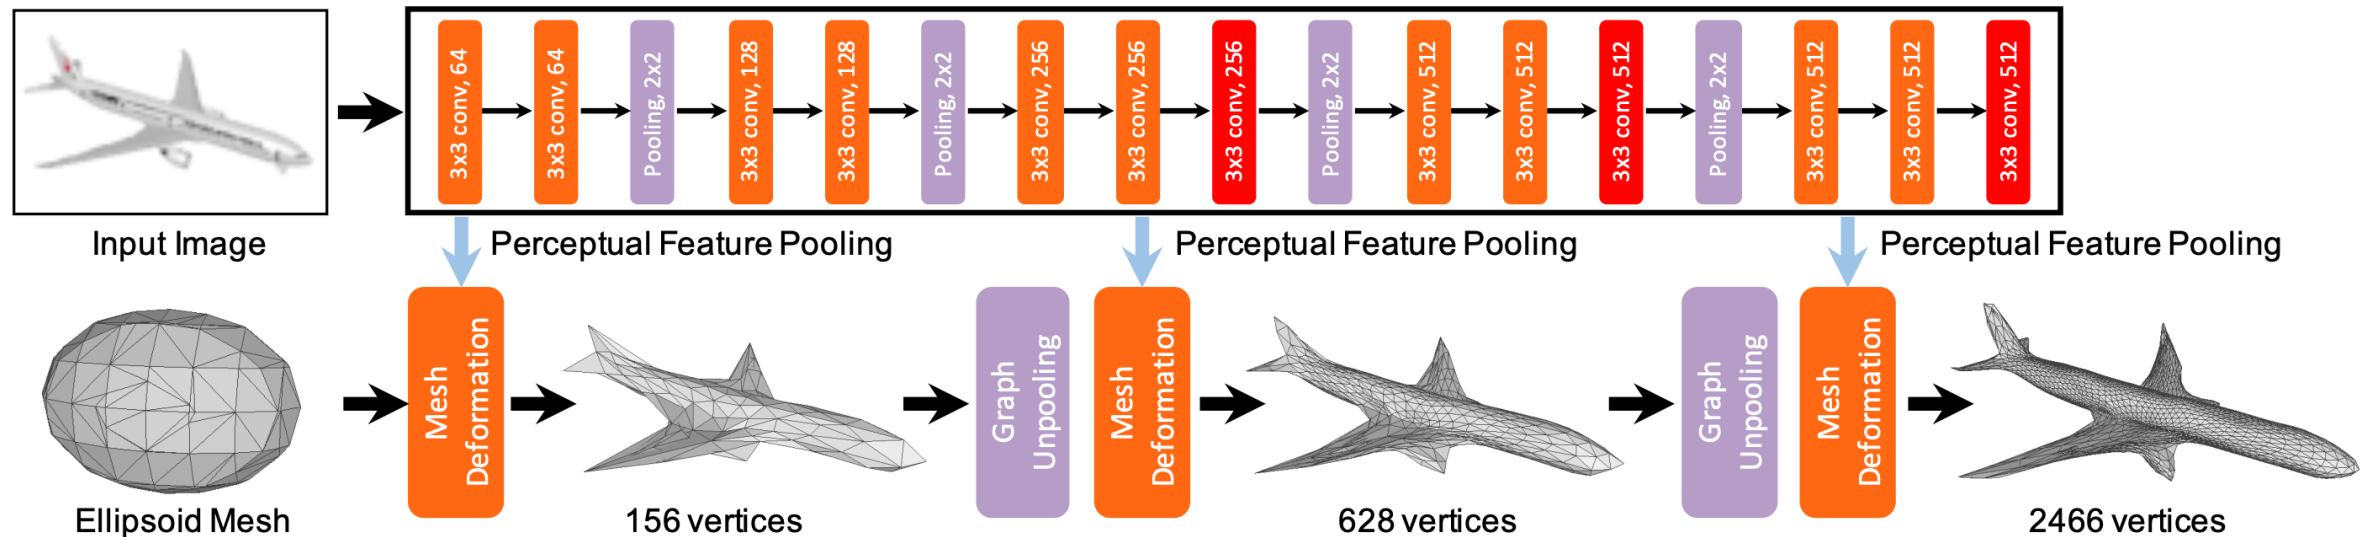 3x3 conv, 64
3x3 conv, 64
Pooling, 2x2
3x3 conv, 128
3x3 conv, 128
Pooling, 2x2
3x3 conv, 256
3x3 conv, 256
3x3 conv, 256
Pooling, 2x2
3x3 conv, 512
3x3 conv, 512
3x3 conv, 512
Pooling, 2x2
3x3 conv, 512
3x3 conv, 512
3x3 conv, 512
Input Image
Perceptual Feature Pooling
Perceptual Feature Pooling
Perceptual Feature Pooling
Mesh
Deformation
Graph
Unpooling
Mesh
Deformation
Graph
Unpooling
Mesh
Deformation
Ellipsoid Mesh
156 vertices
628 vertices
2466 vertices